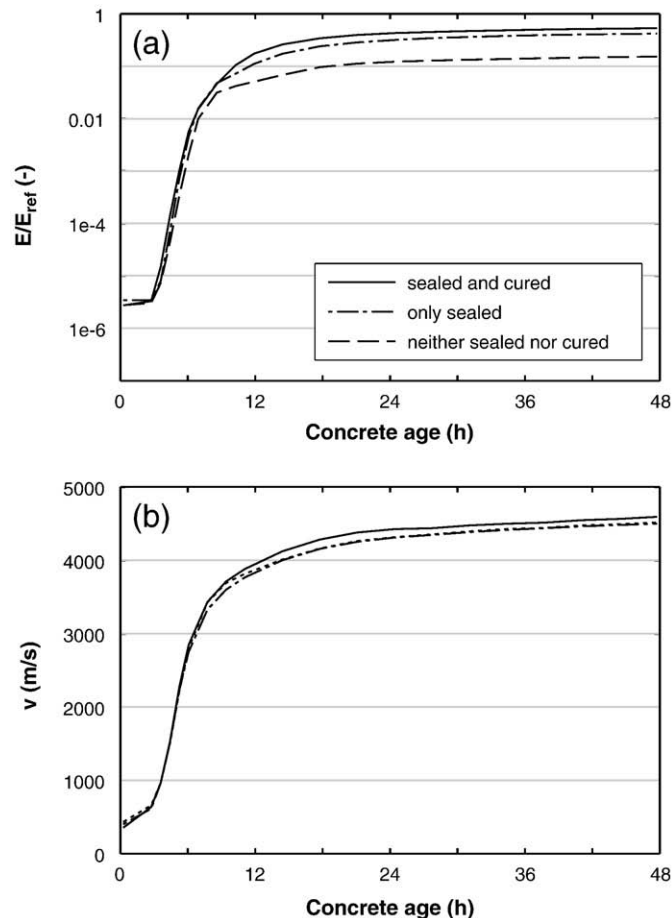 (a)
1
0.01
1e-4
1e-6
E/E_ref (-)
sealed and cured
only sealed
neither sealed nor cured
0 12 24 36 48
Concrete age (h)
(b)
5000
4000
3000
2000
1000
0
v (m/s)
0 12 24 36 48
Concrete age (h)